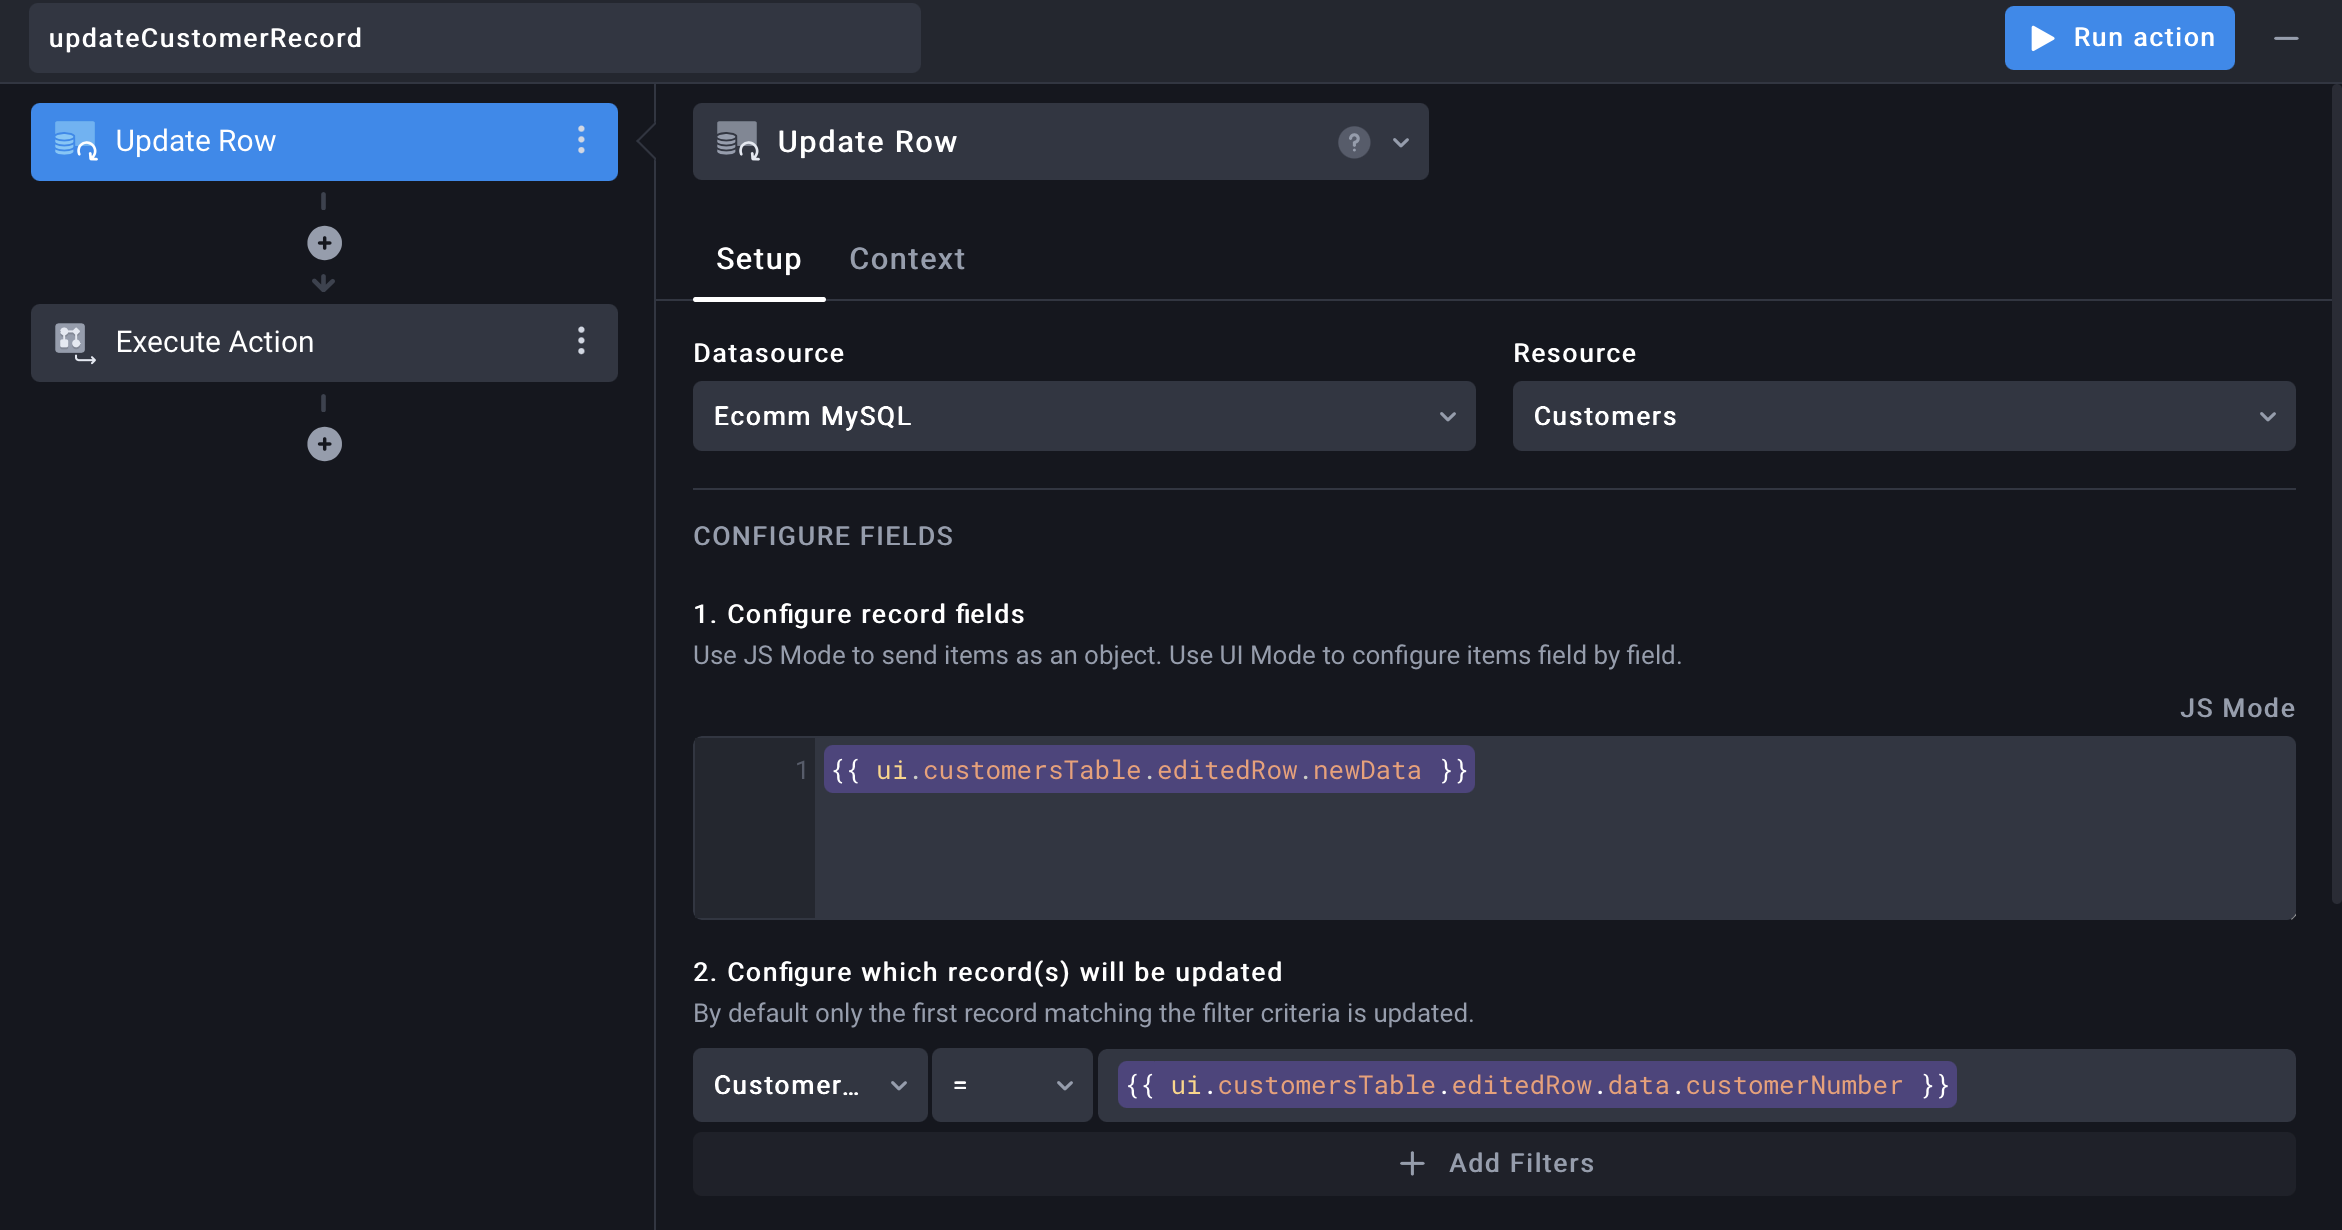 updateCustomerRecord
Run action
Update Row
Execute Action
Update Row
?
Setup Context
Datasource Resource
Ecomm MySQL Customers
CONFIGURE FIELDS
1. Configure record fields
Use JS Mode to send items as an object. Use UI Mode to configure items field by field.
JS Mode
1 {{ ui.customersTable.editedRow.newData }}
2. Configure which record(s) will be updated
By default only the first record matching the filter criteria is updated.
Customer... = {{ ui.customersTable.editedRow.data.customerNumber }}
+ Add Filters